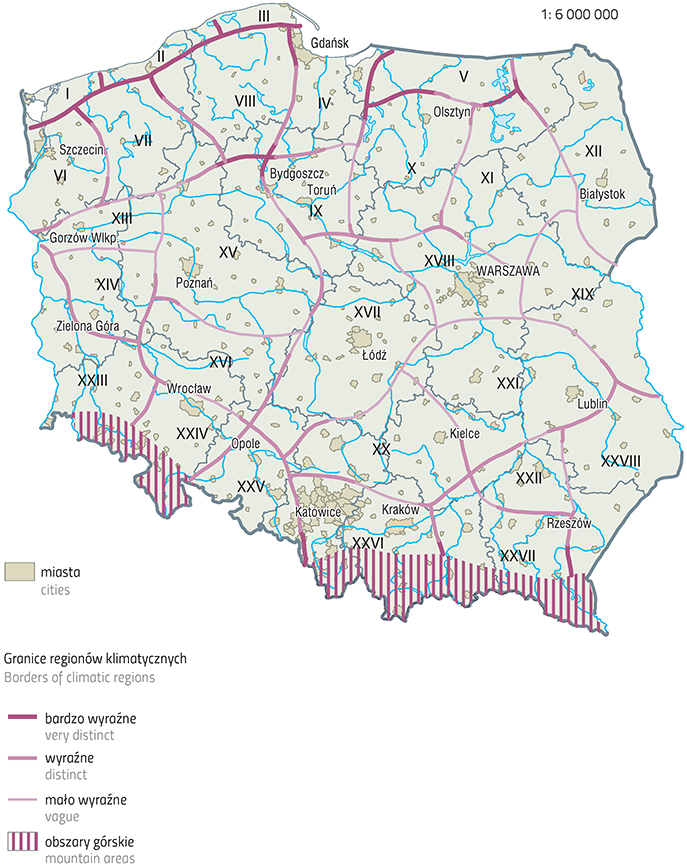 1: 6 000 000
III
Gdańsk
II
I
V
VIII
IV
Olsztyn
VII
Szczecin
XII
VI
X
XI
Bydgoszcz
Toruń
Białystok
XIII
IX
Gorzów Wlkp.
XV
XVIII
WARSZAWA
XIV
Poznań
XIX
XVII
Zielona Góra
Łódź
XVI
XXIII
Wrocław
XXI
Lublin
XXIV
Opole
Kielce
XX
XXVIII
XXV
XXII
Katowice
Kraków
Rzeszów
XXVI
XXVII
miasta
cities
Granice regionów klimatycznych
Borders of climatic regions
bardzo wyraźne
very distinct
wyraźne
distinct
mało wyraźne
vague
obszary górskie
mountain areas